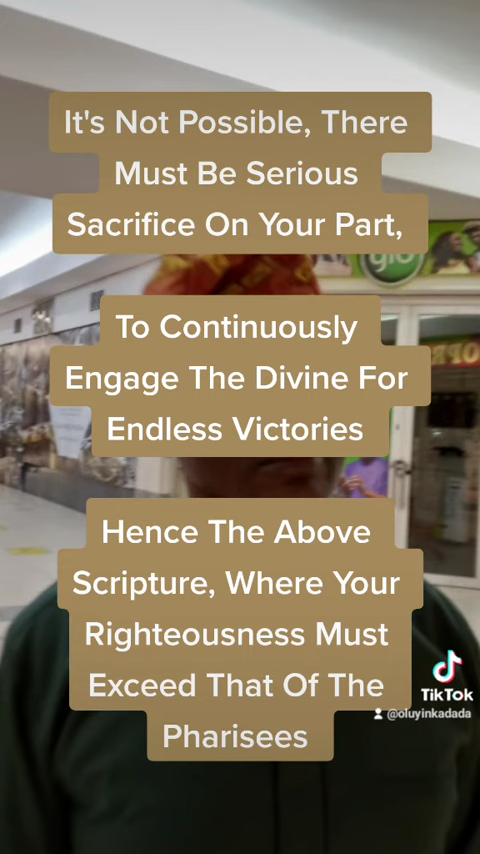 It's Not Possible, There
Must Be Serious
Sacrifice On Your Part,
glo
To Continuously
Engage The Divine For
Endless Victories
Hence The Above
Scripture, Where Your
Righteousness Must
Exceed That Of The
Pharisees
TikTok
@oluyinkadada